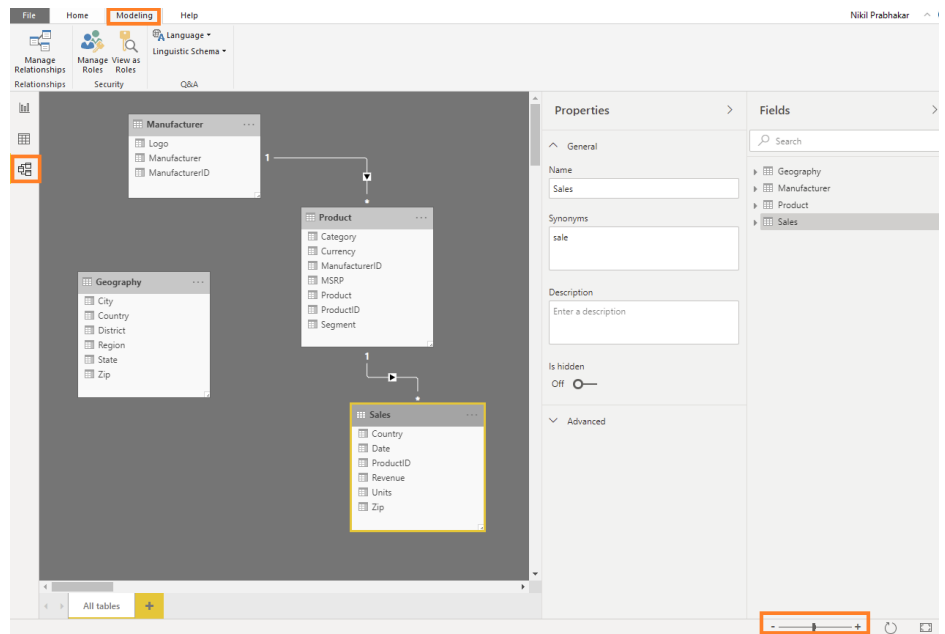 File Home Modeling Help Nikil Prabhakar
Language
Linguistic Schema
Manage Relationships
Manage Roles
View as Roles
Relationships Security Q&A
Manufacturer ...
Logo
Manufacturer
ManufacturerID
1
*
Product ...
Category
Currency
ManufacturerID
MSRP
Product
ProductID
Segment
1
*
Geography ...
City
Country
District
Region
State
Zip
Sales ...
Country
Date
ProductID
Revenue
Units
Zip
Properties
General
Name
Sales
Synonyms
sale
Description
Enter a description
Is hidden
Off
Advanced
Fields
Search
Geography
Manufacturer
Product
Sales
All tables +
- +